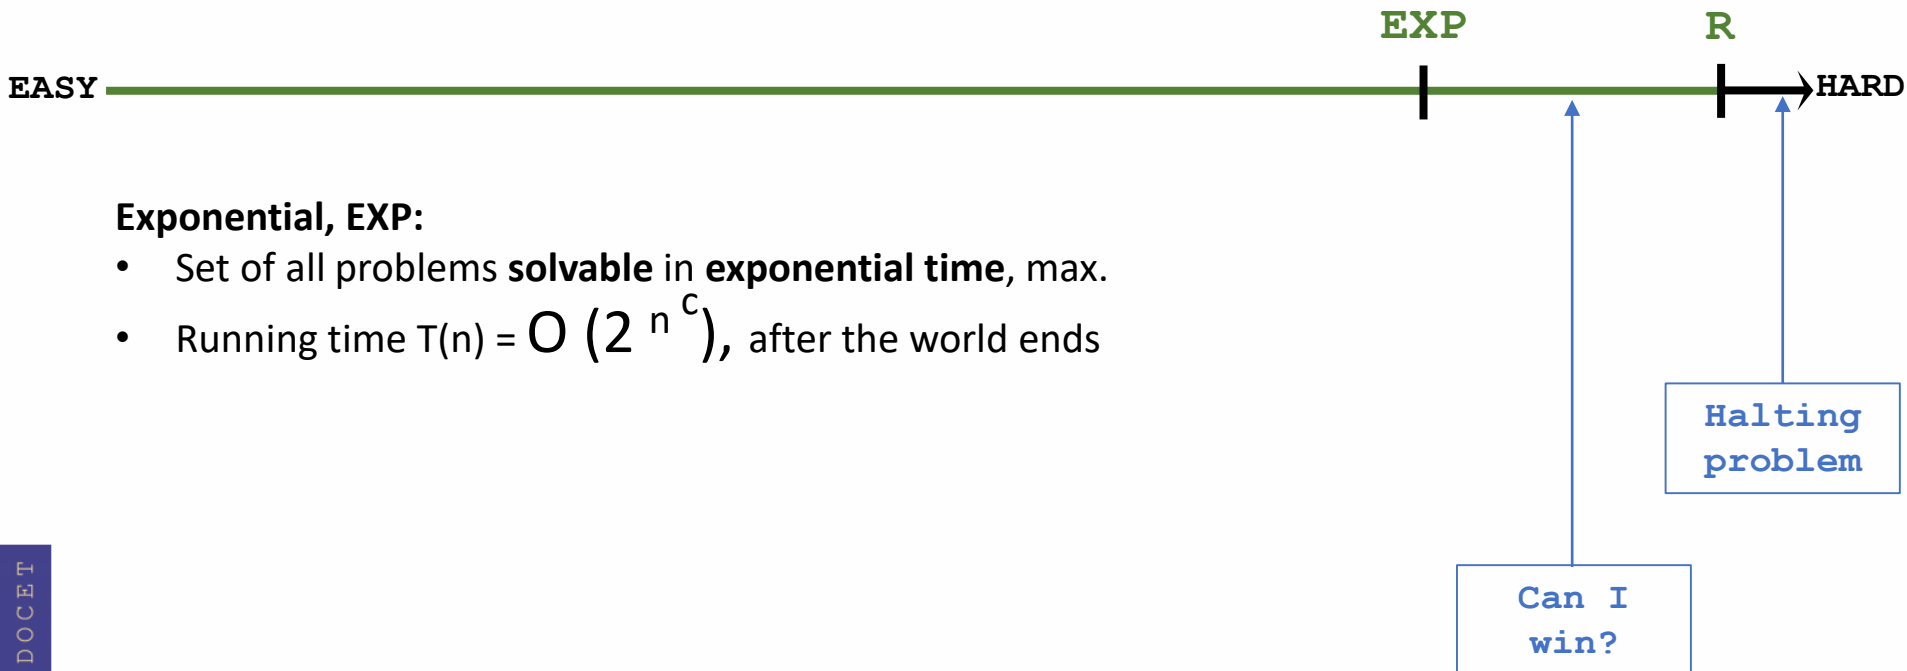 EXP R
EASY HARD
Exponential, EXP:
• Set of all problems solvable in exponential time, max.
• Running time T(n) = O (2 n c), after the world ends
Halting
problem
Can I
win?
DOCET